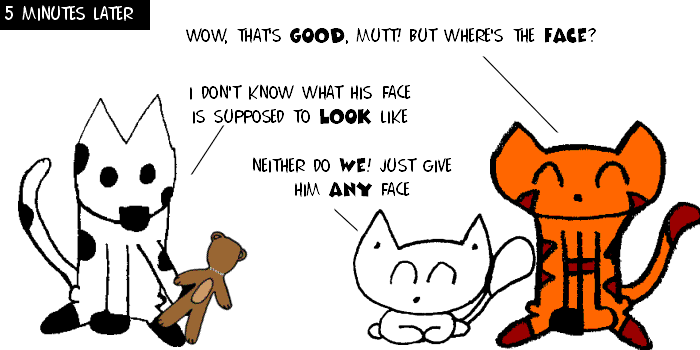 5 MINUTES LATER
WOW, THAT'S GOOD, MUTT! BUT WHERE'S THE FACE?
I DON'T KNOW WHAT HIS FACE
IS SUPPOSED TO LOOK LIKE
NEITHER DO WE! JUST GIVE
HIM ANY FACE